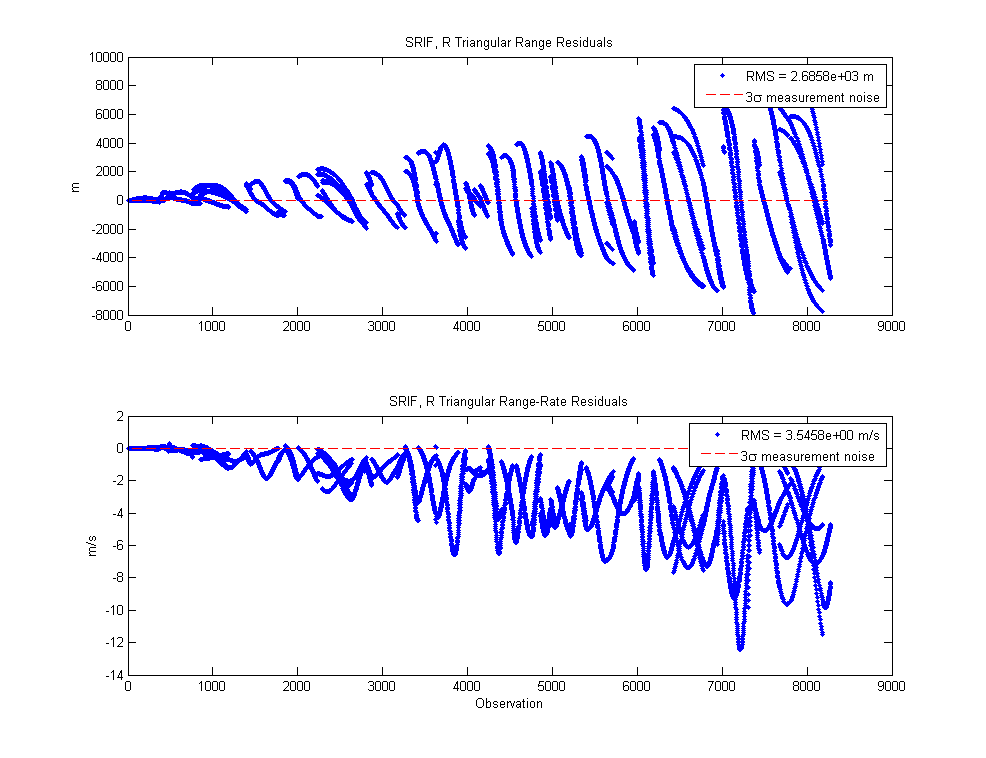 SRIF, R Triangular Range Residuals
10000
8000
6000
4000
2000
0
-2000
-4000
-6000
-8000
m
RMS = 2.6858e+03 m
3σ measurement noise
0 1000 2000 3000 4000 5000 6000 7000 8000 9000
SRIF, R Triangular Range-Rate Residuals
2
0
-2
-4
-6
-8
-10
-12
-14
m/s
RMS = 3.5458e+00 m/s
3σ measurement noise
0 1000 2000 3000 4000 5000 6000 7000 8000 9000
Observation